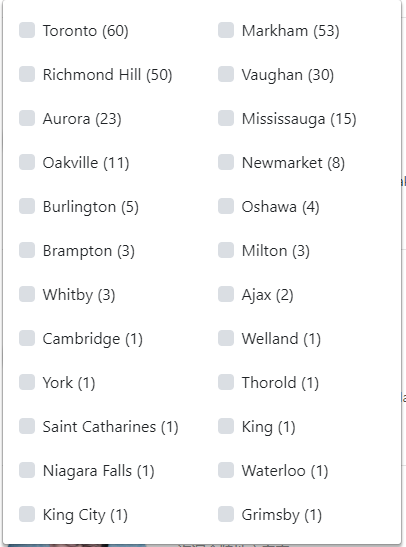 Toronto (60)
Markham (53)
Richmond Hill (50)
Vaughan (30)
Aurora (23)
Mississauga (15)
Oakville (11)
Newmarket (8)
Burlington (5)
Oshawa (4)
Brampton (3)
Milton (3)
Whitby (3)
Ajax (2)
Cambridge (1)
Welland (1)
York (1)
Thorold (1)
Saint Catharines (1)
King (1)
Niagara Falls (1)
Waterloo (1)
King City (1)
Grimsby (1)